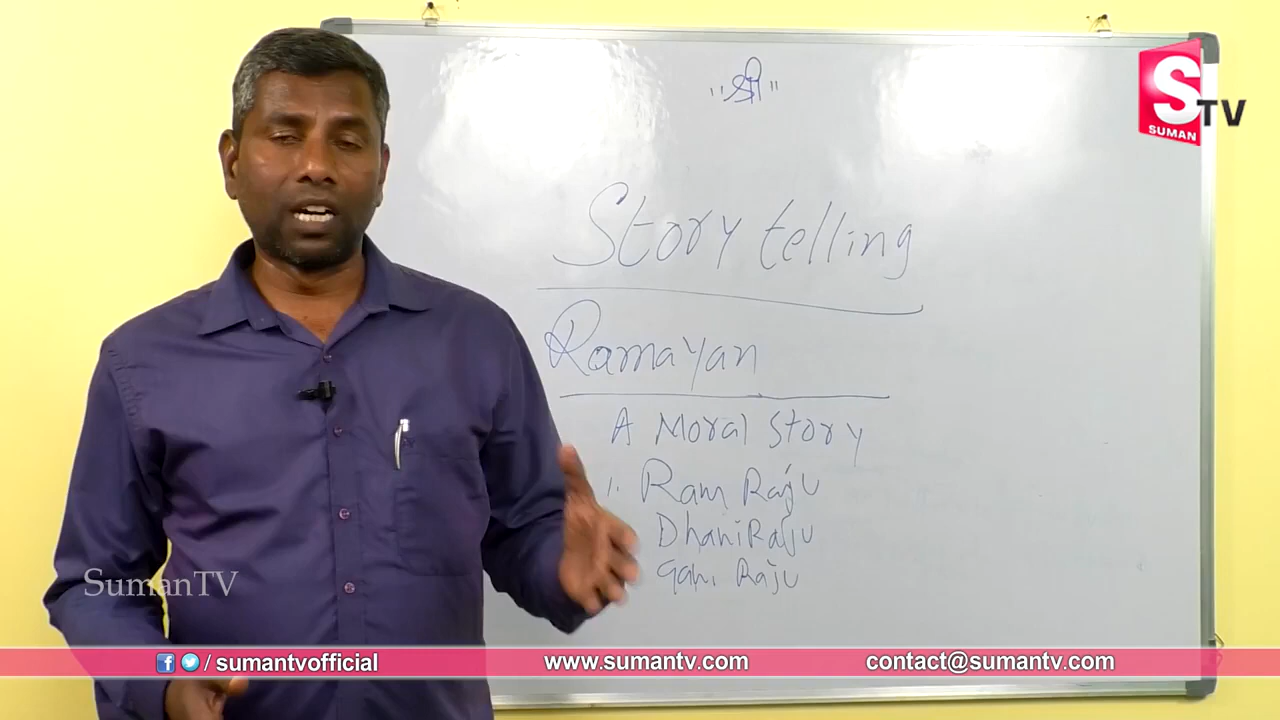 "श्री"
S TV
SUMAN
Story telling
Ramayan
A Moral Story
1. Ram Raju
Dhani Raju
Gani Raju
SumanTV
/ sumantvofficial
www.sumantv.com
contact@sumantv.com